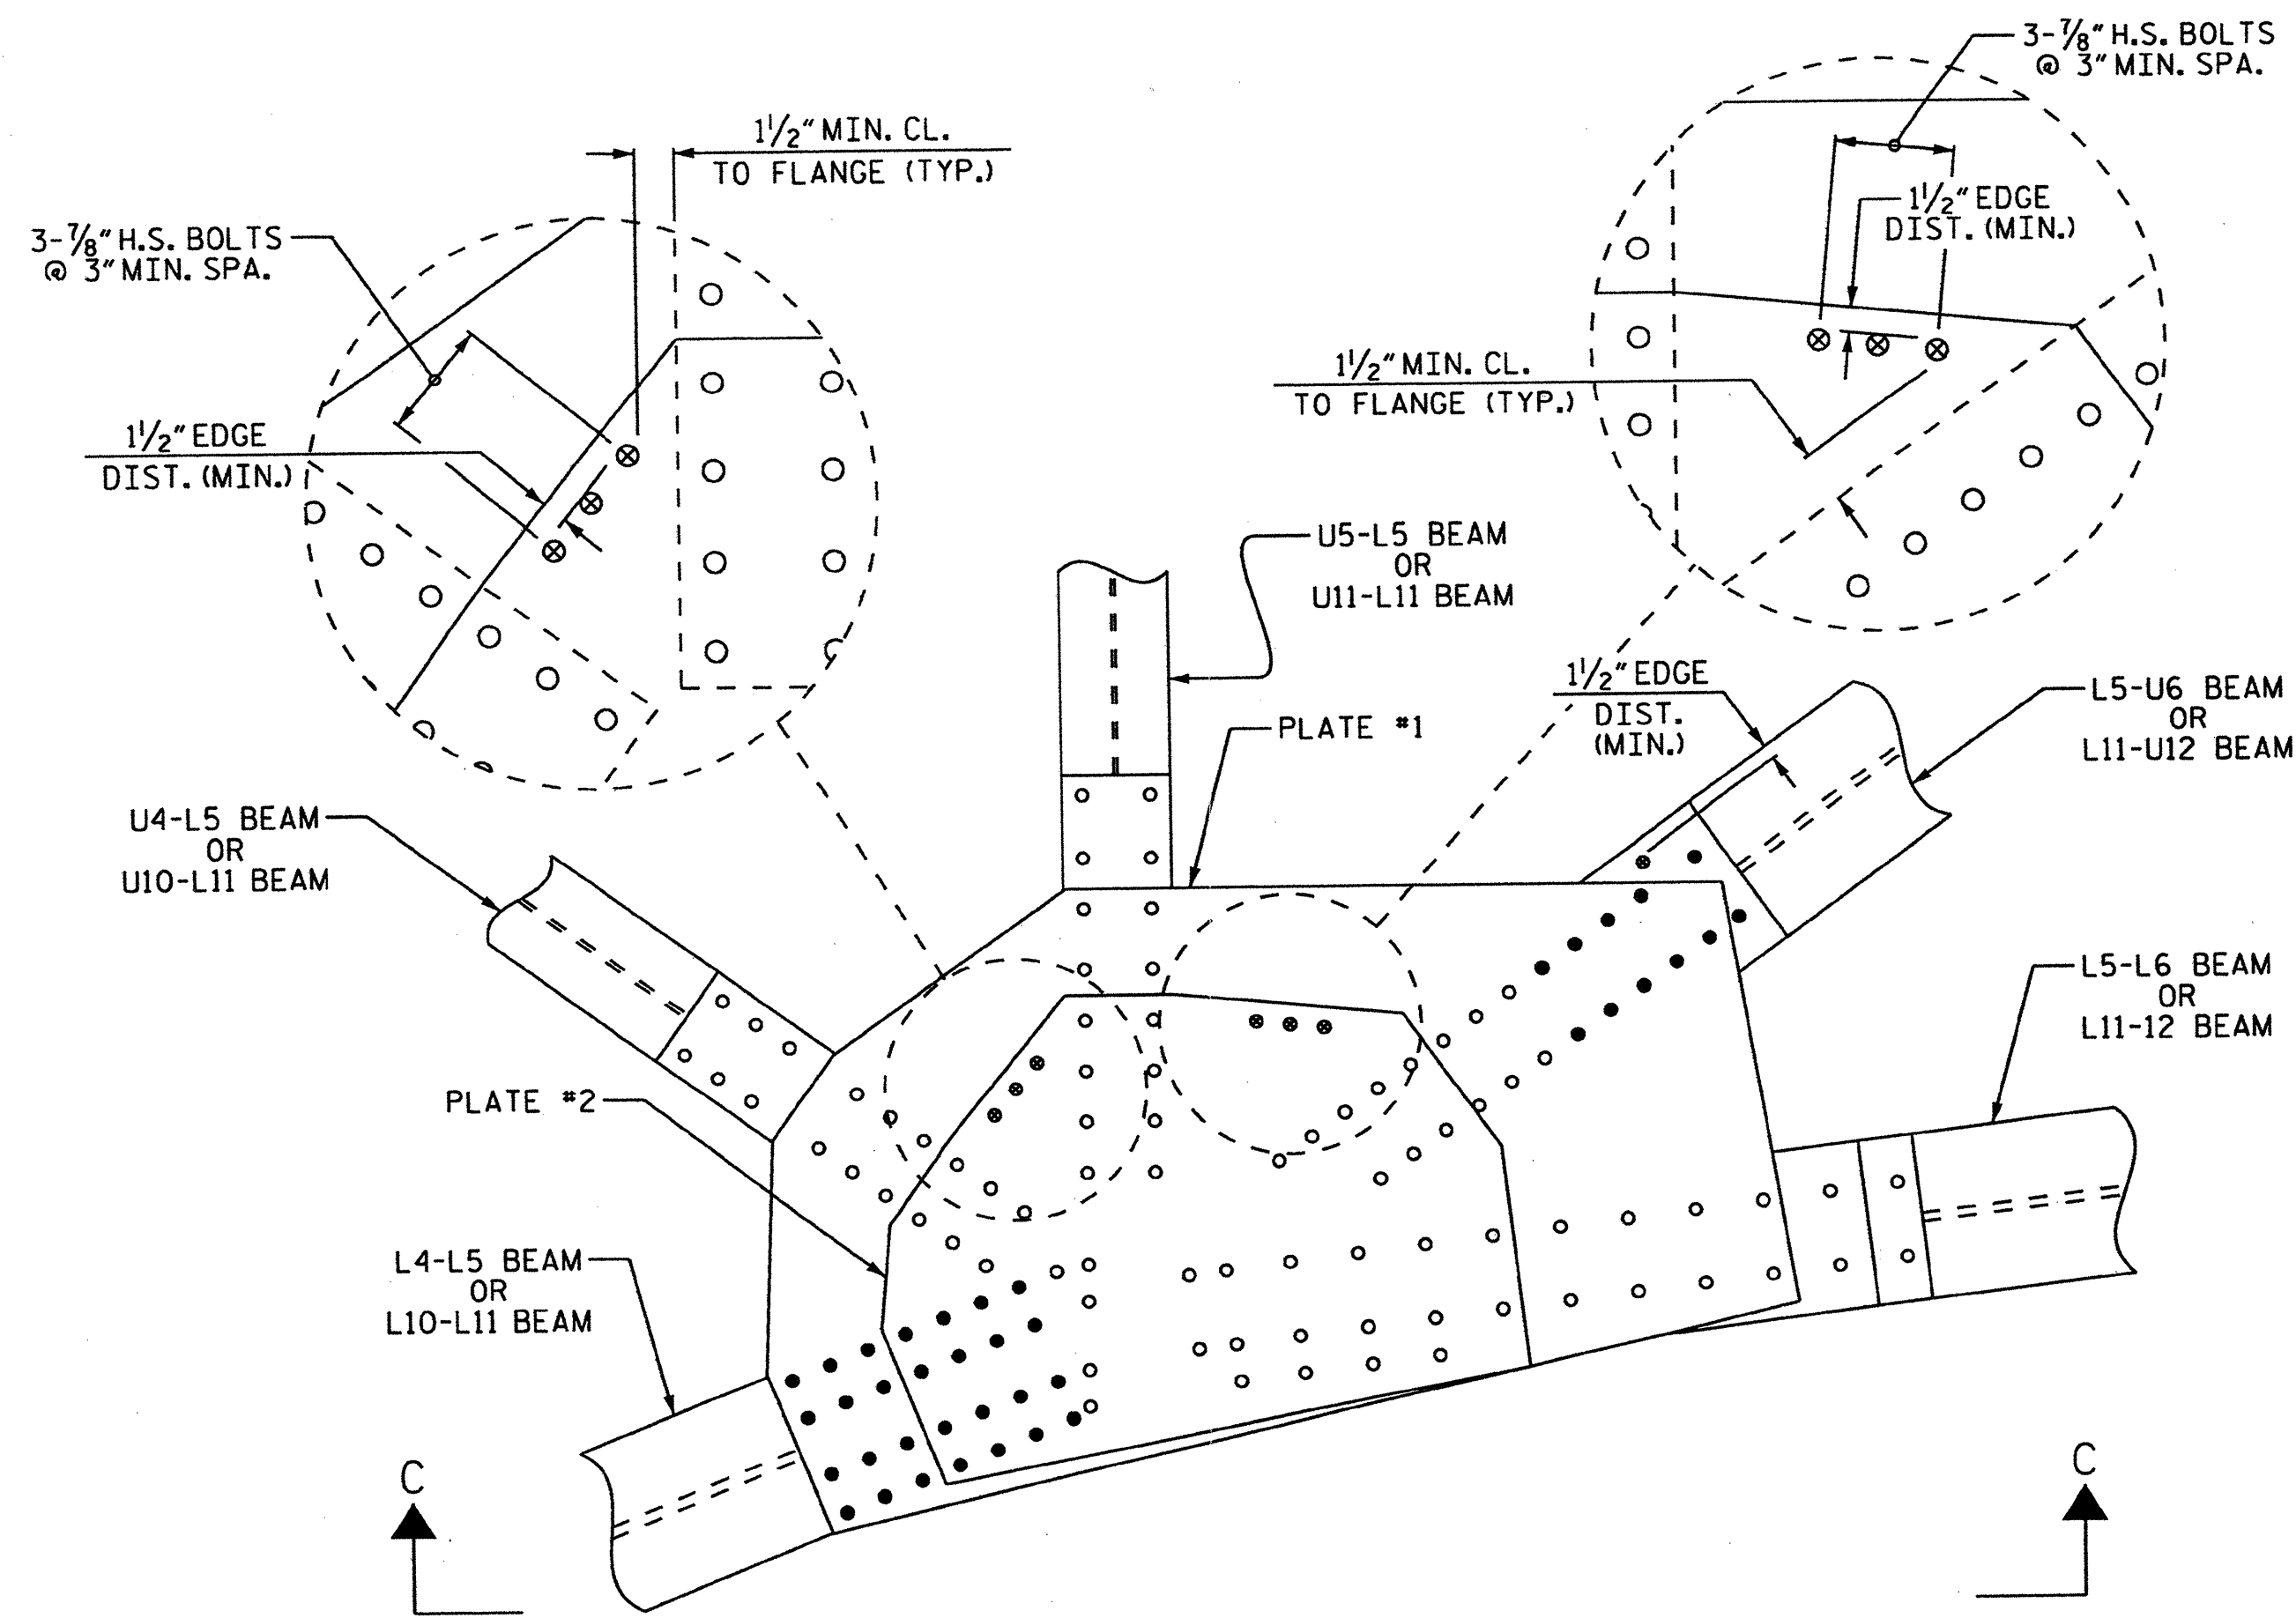 3-7/8" H.S. BOLTS
@ 3" MIN. SPA.
1 1/2" MIN. CL.
TO FLANGE (TYP.)
3-7/8" H.S. BOLTS
@ 3" MIN. SPA.
1 1/2" EDGE
DIST. (MIN.)
1 1/2" EDGE
DIST. (MIN.)
1 1/2" MIN. CL.
TO FLANGE (TYP.)
U5-L5 BEAM
OR
U11-L11 BEAM
1 1/2" EDGE
DIST.
(MIN.)
L5-U6 BEAM
OR
L11-U12 BEAM
PLATE #1
U4-L5 BEAM
OR
U10-L11 BEAM
L5-L6 BEAM
OR
L11-12 BEAM
PLATE #2
L4-L5 BEAM
OR
L10-L11 BEAM
C
C